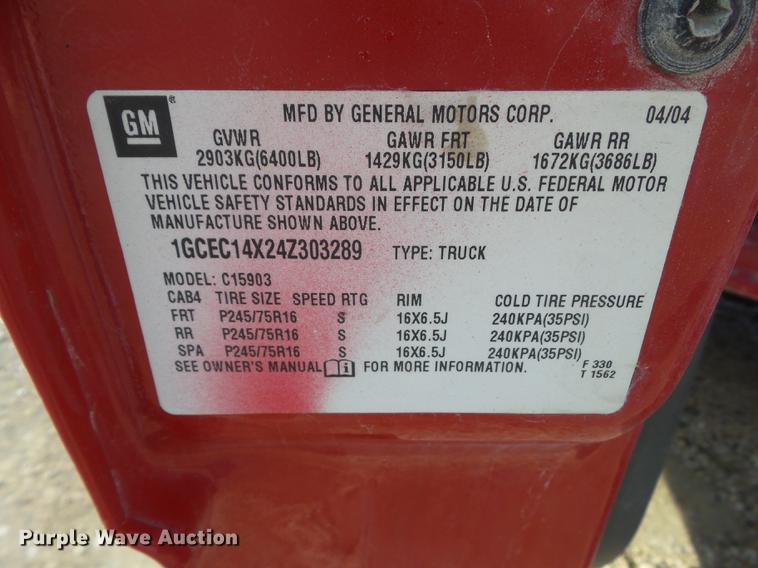 GM ®
MFD BY GENERAL MOTORS CORP. 04/04
GVWR GAWR FRT GAWR RR
2903KG(6400LB) 1429KG(3150LB) 1672KG(3686LB)
THIS VEHICLE CONFORMS TO ALL APPLICABLE U.S. FEDERAL MOTOR
VEHICLE SAFETY STANDARDS IN EFFECT ON THE DATE OF
MANUFACTURE SHOWN ABOVE.
1GCEC14X24Z303289 TYPE: TRUCK
MODEL: C15903
CAB4 TIRE SIZE SPEED RTG RIM COLD TIRE PRESSURE
FRT P245/75R16 S 16X6.5J 240KPA(35PSI)
RR P245/75R16 S 16X6.5J 240KPA(35PSI)
SPA P245/75R16 S 16X6.5J 240KPA(35PSI)
SEE OWNER'S MANUAL i FOR MORE INFORMATION.
F 330
T 1562
Purple Wave Auction